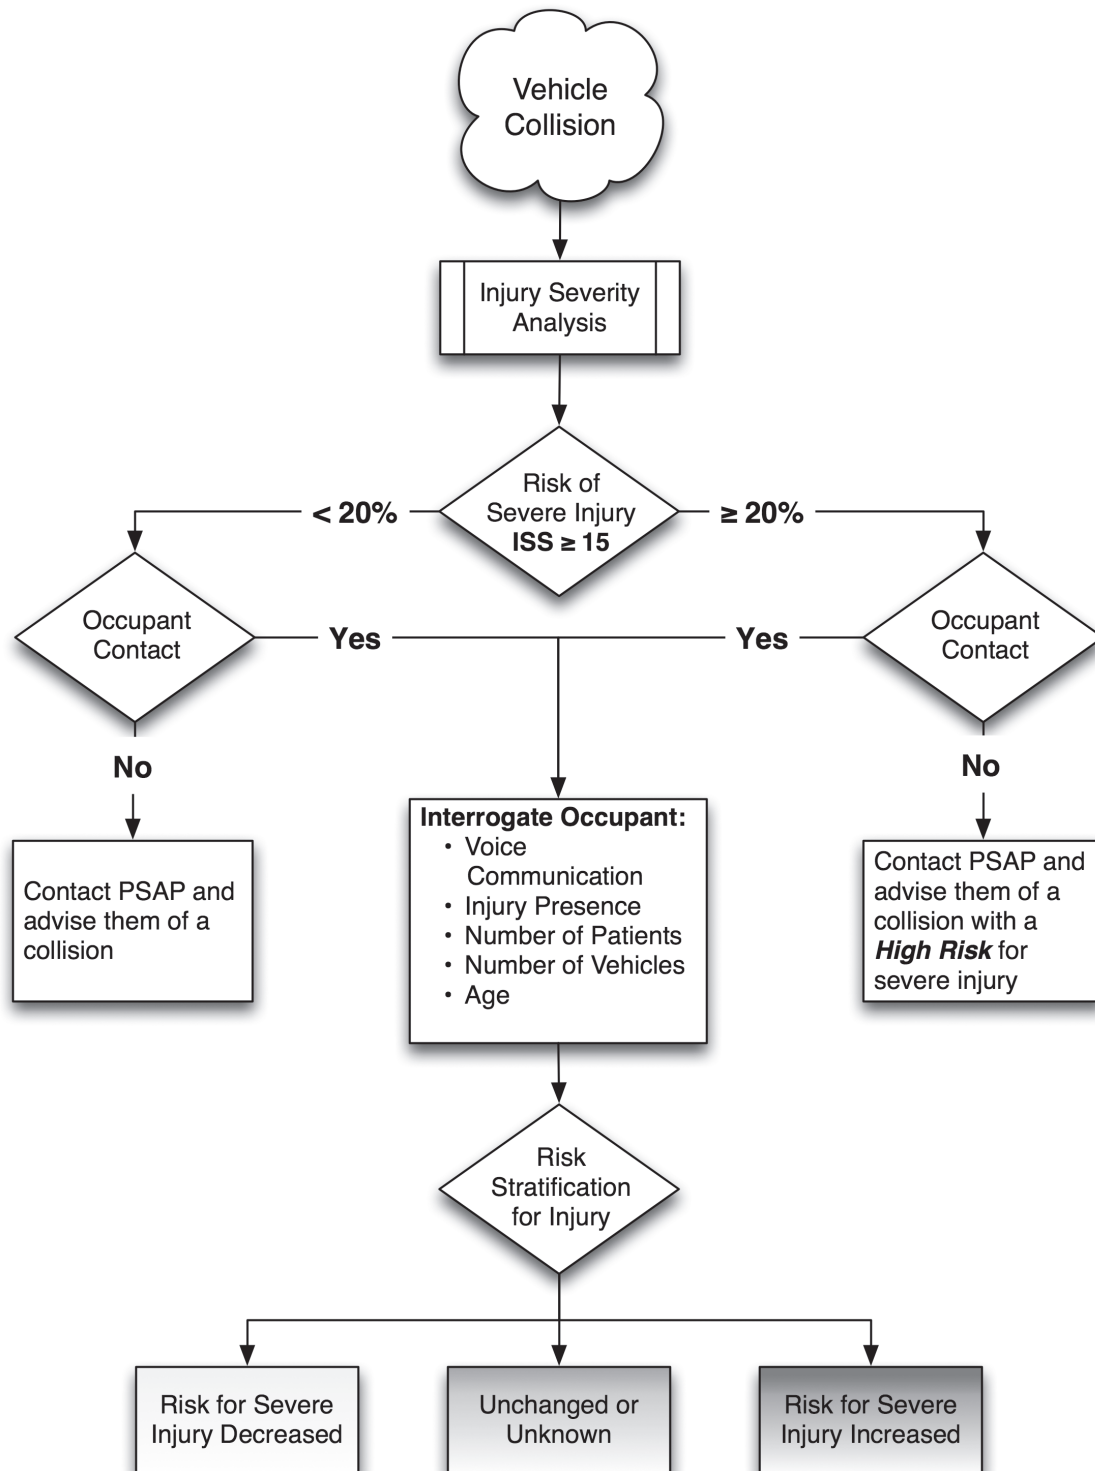 Vehicle
Collision
Injury Severity
Analysis
Risk of
Severe Injury
ISS ≥ 15
< 20%
≥ 20%
Occupant
Contact
Yes
Yes
Occupant
Contact
No
No
Contact PSAP and
advise them of a
collision
Interrogate Occupant:
• Voice
Communication
• Injury Presence
• Number of Patients
• Number of Vehicles
• Age
Contact PSAP and
advise them of a
collision with a
High Risk for
severe injury
Risk
Stratification
for Injury
Risk for Severe
Injury Decreased
Unchanged or
Unknown
Risk for Severe
Injury Increased